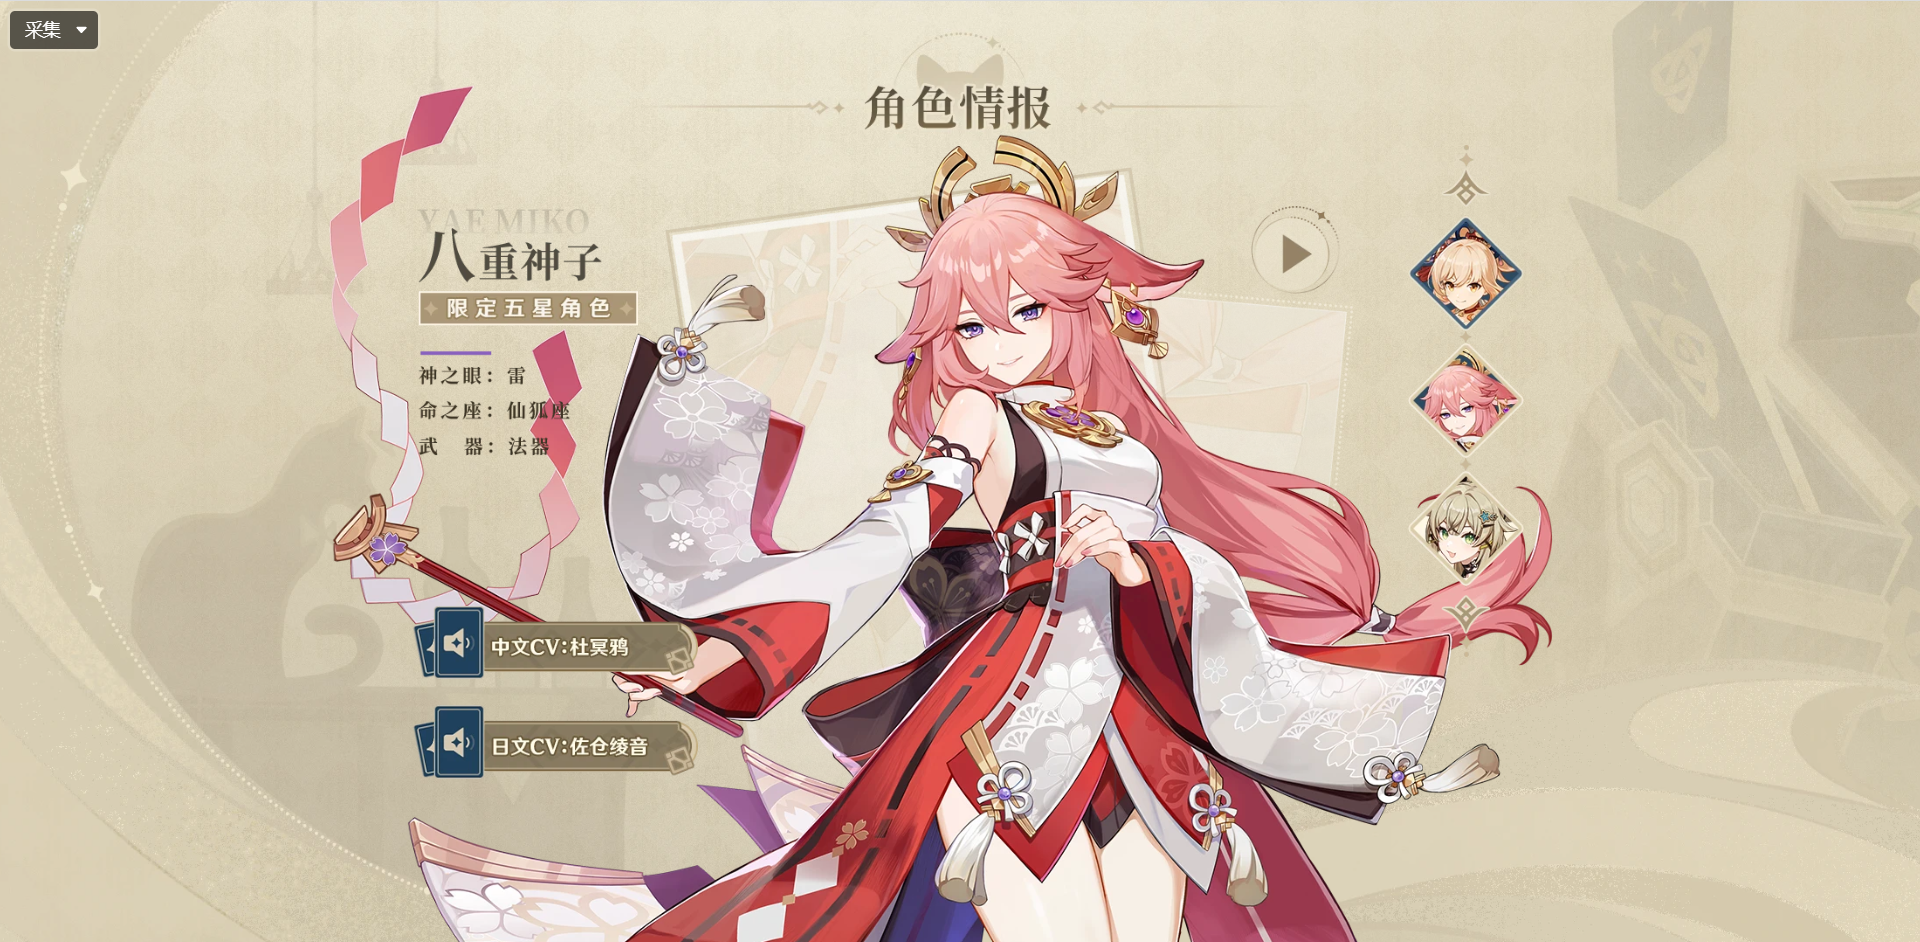 采集
角色情报
YAE MIKO
八重神子
限定五星角色
神之眼：雷
命之座：仙狐座
武　器：法器
中文CV:杜冥鸦
日文CV:佐仓绫音